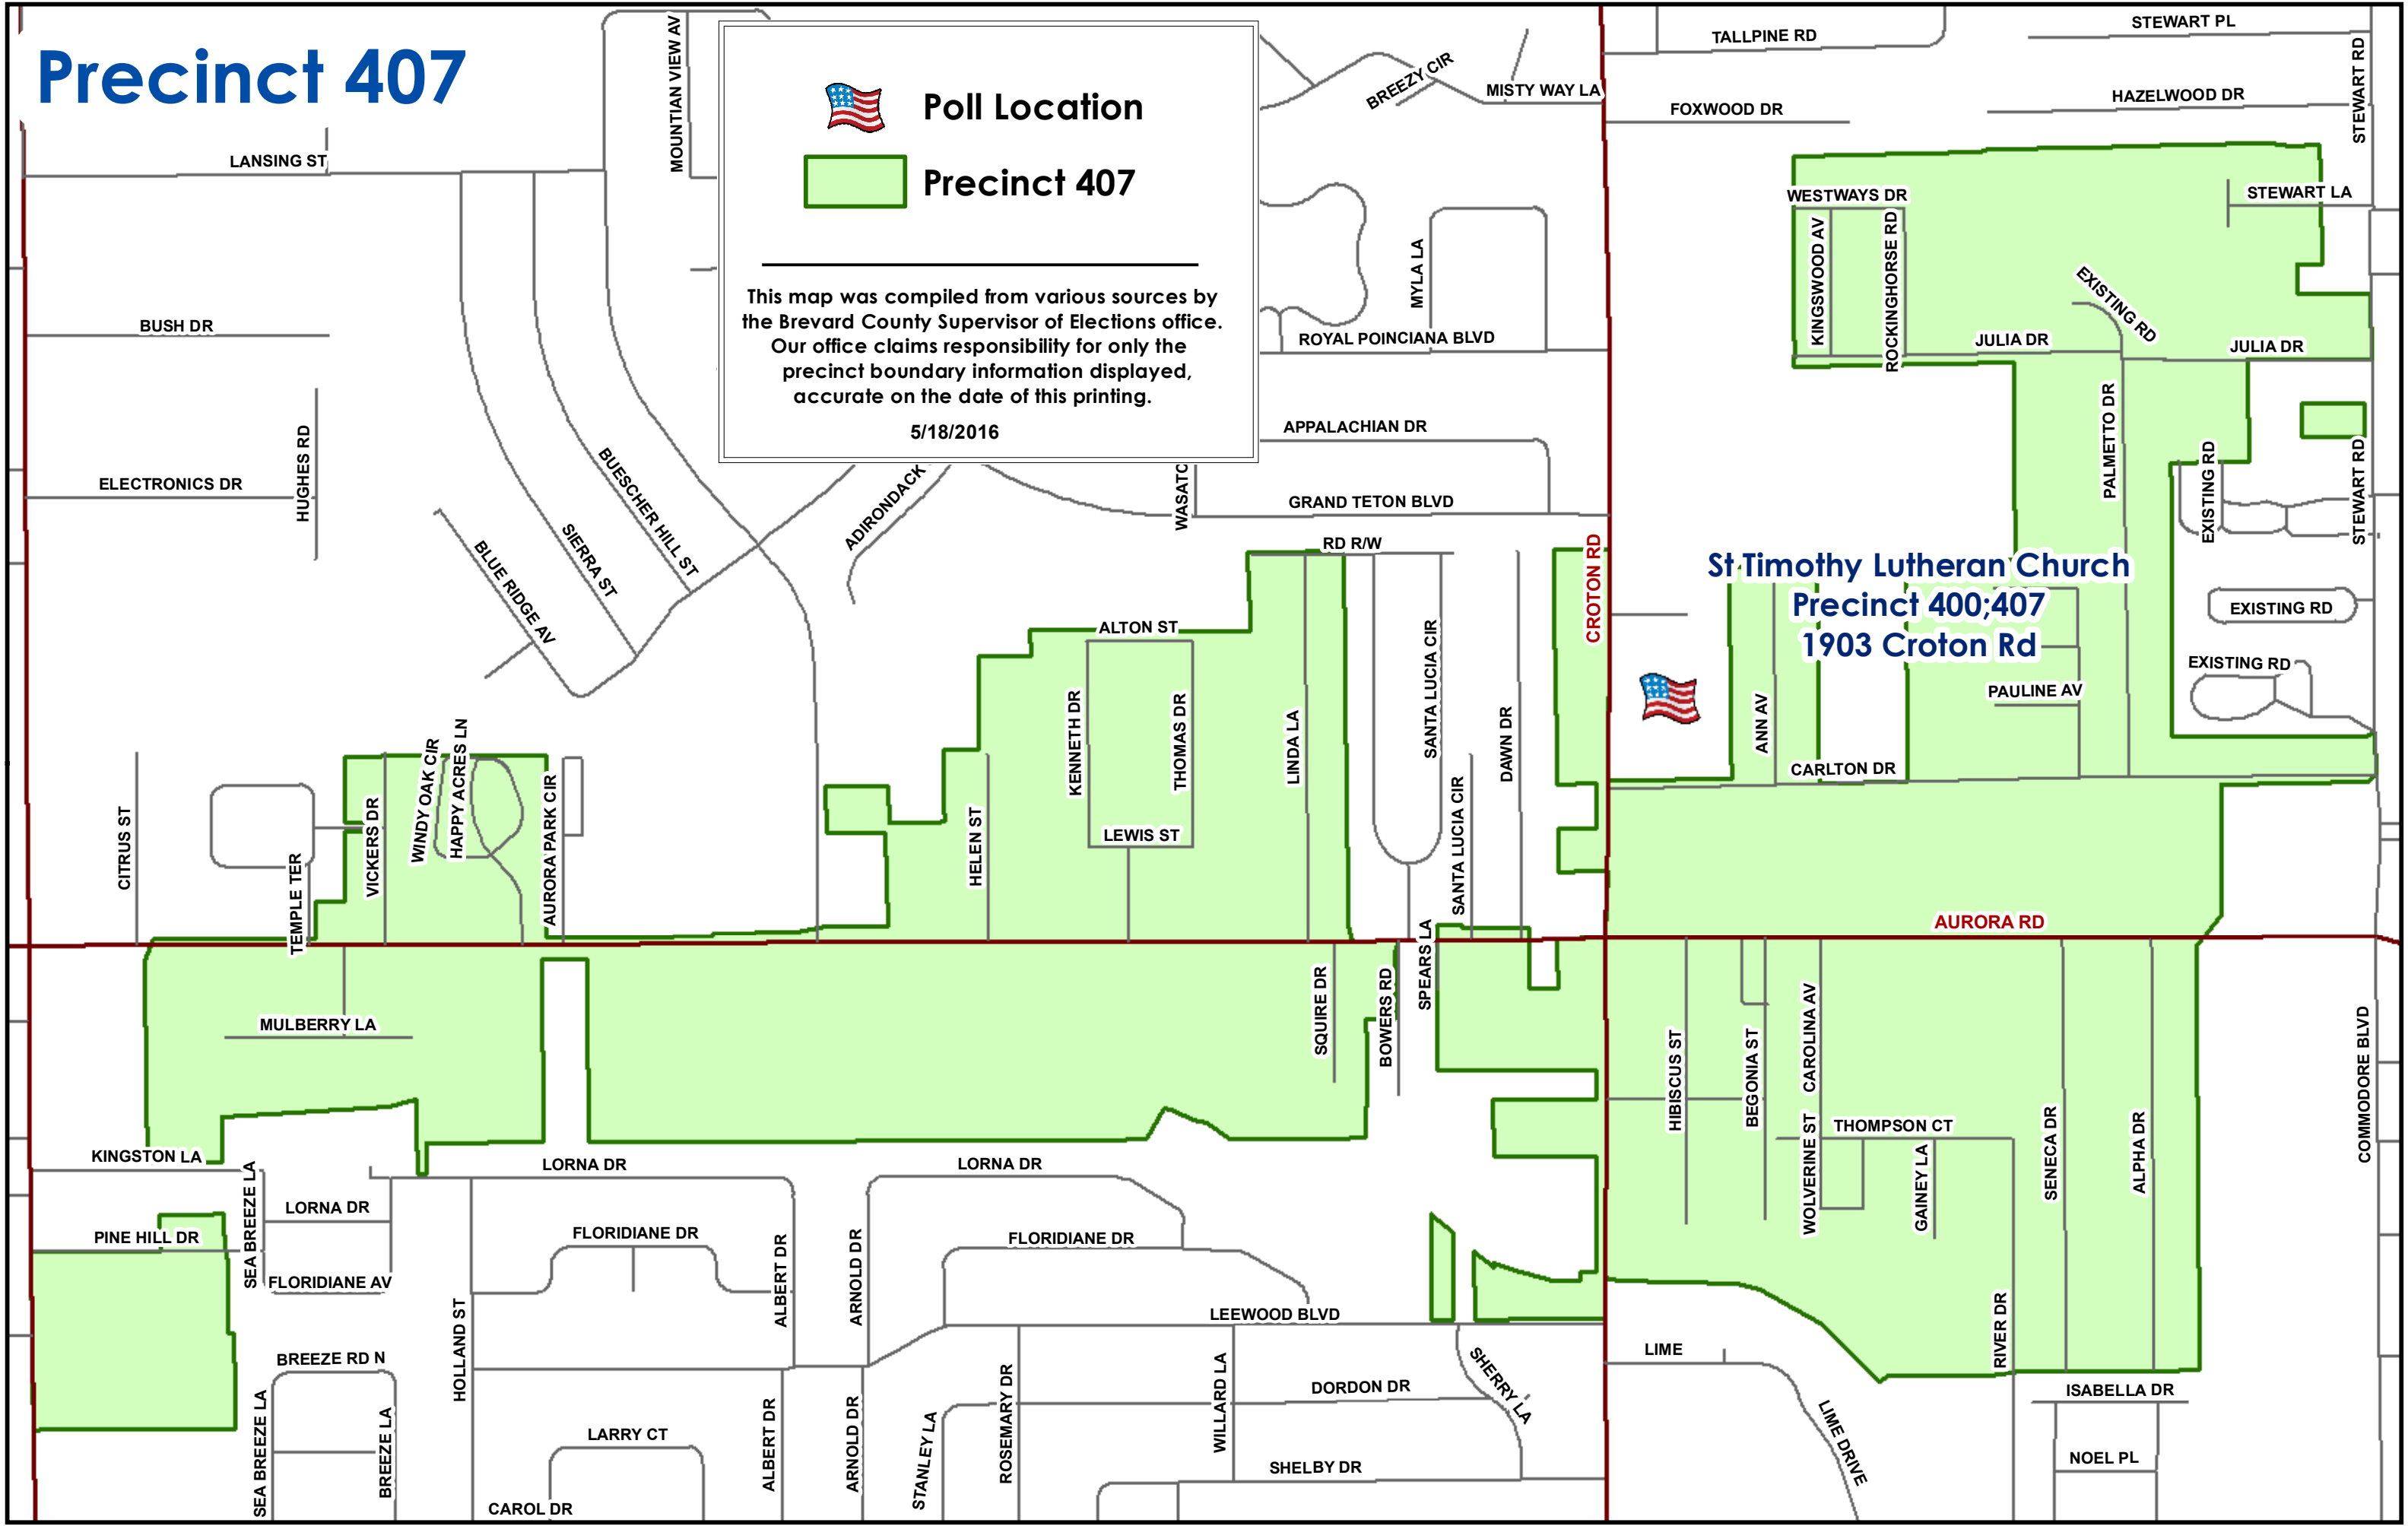 Precinct 407
Poll Location
Precinct 407
This map was compiled from various sources by
the Brevard County Supervisor of Elections office.
Our office claims responsibility for only the
precinct boundary information displayed,
accurate on the date of this printing.
5/18/2016
MOUNTIAN VIEW AV
BREEZY CIR
MISTY WAY LA
TALLPINE RD
STEWART PL
STEWART RD
FOXWOOD DR
HAZELWOOD DR
LANSING ST
WESTWAYS DR
STEWART LA
KINGSWOOD AV
ROCKINGHORSE RD
EXISTING RD
MYLA LA
BUSH DR
ROYAL POINCIANA BLVD
JULIA DR
JULIA DR
PALMETTO DR
APPALACHIAN DR
HUGHES RD
ELECTRONICS DR
BUESCHER HILL ST
SIERRA ST
BLUE RIDGE AV
ADIRONDACK
WASATC
GRAND TETON BLVD
EXISTING RD
STEWART RD
RD R/W
CROTON RD
St Timothy Lutheran Church
Precinct 400;407
1903 Croton Rd
EXISTING RD
EXISTING RD
ALTON ST
KENNETH DR
THOMAS DR
LINDA LA
SANTA LUCIA CIR
DAWN DR
ANN AV
PAULINE AV
CARLTON DR
CITRUS ST
TEMPLE TER
VICKERS DR
WINDY OAK CIR
HAPPY ACRES LN
AURORA PARK CIR
HELEN ST
LEWIS ST
SANTA LUCIA CIR
AURORA RD
SPEARS LA
SQUIRE DR
BOWERS RD
MULBERRY LA
HIBISCUS ST
BEGONIA ST
CAROLINA AV
WOLVERINE ST
THOMPSON CT
GAINEY LA
SENECA DR
ALPHA DR
COMMODORE BLVD
KINGSTON LA
SEA BREEZE LA
LORNA DR
LORNA DR
LORNA DR
PINE HILL DR
FLORIDIANE DR
FLORIDIANE DR
FLORIDIANE AV
ALBERT DR
ARNOLD DR
HOLLAND ST
LEEWOOD BLVD
RIVER DR
LIME
BREEZE RD N
SHERRY LA
DORDON DR
ISABELLA DR
SEA BREEZE LA
BREEZE LA
ALBERT DR
ARNOLD DR
STANLEY LA
ROSEMARY DR
WILLARD LA
LIME DRIVE
LARRY CT
SHELBY DR
NOEL PL
CAROL DR